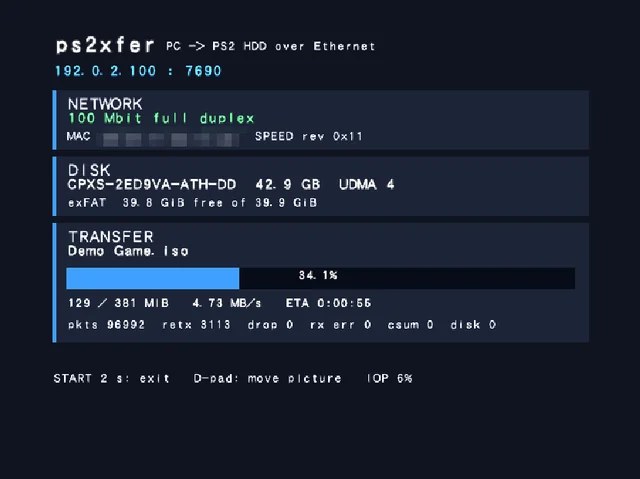 ps2xfer PC -> PS2 HDD over Ethernet
192.0.2.100 : 7690
NETWORK
100 Mbit full duplex
MAC SPEED rev 0x11
DISK
CPXS-2ED9VA-ATH-DD 42.9 GB UDMA 4
exFAT 39.8 GiB free of 39.9 GiB
TRANSFER
Demo Game.iso
34.1%
129 / 381 MiB 4.73 MB/s ETA 0:00:55
pkts 96992 retx 3113 drop 0 rx err 0 csum 0 disk 0
START 2 s: exit D-pad: move picture IOP 6%